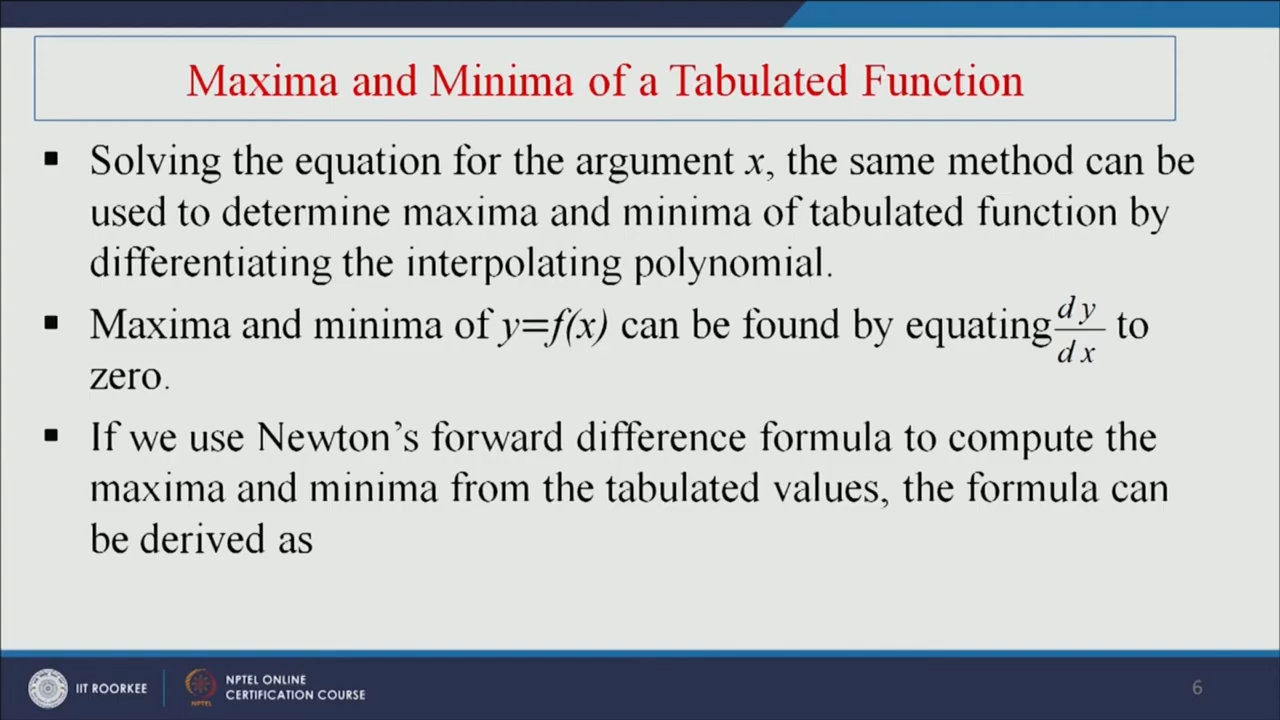 Maxima and Minima of a Tabulated Function
▪ Solving the equation for the argument x, the same method can be
used to determine maxima and minima of tabulated function by
differentiating the interpolating polynomial.
▪ Maxima and minima of y=f(x) can be found by equating dy/dx to
zero.
▪ If we use Newton's forward difference formula to compute the
maxima and minima from the tabulated values, the formula can
be derived as
IIT ROORKEE
NPTEL
NPTEL ONLINE
CERTIFICATION COURSE
6